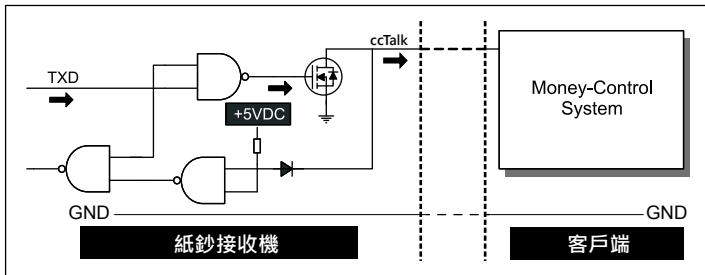 ccTalk
TXD
+5VDC
Money-Control
System
GND
GND
紙鈔接收機
客戶端